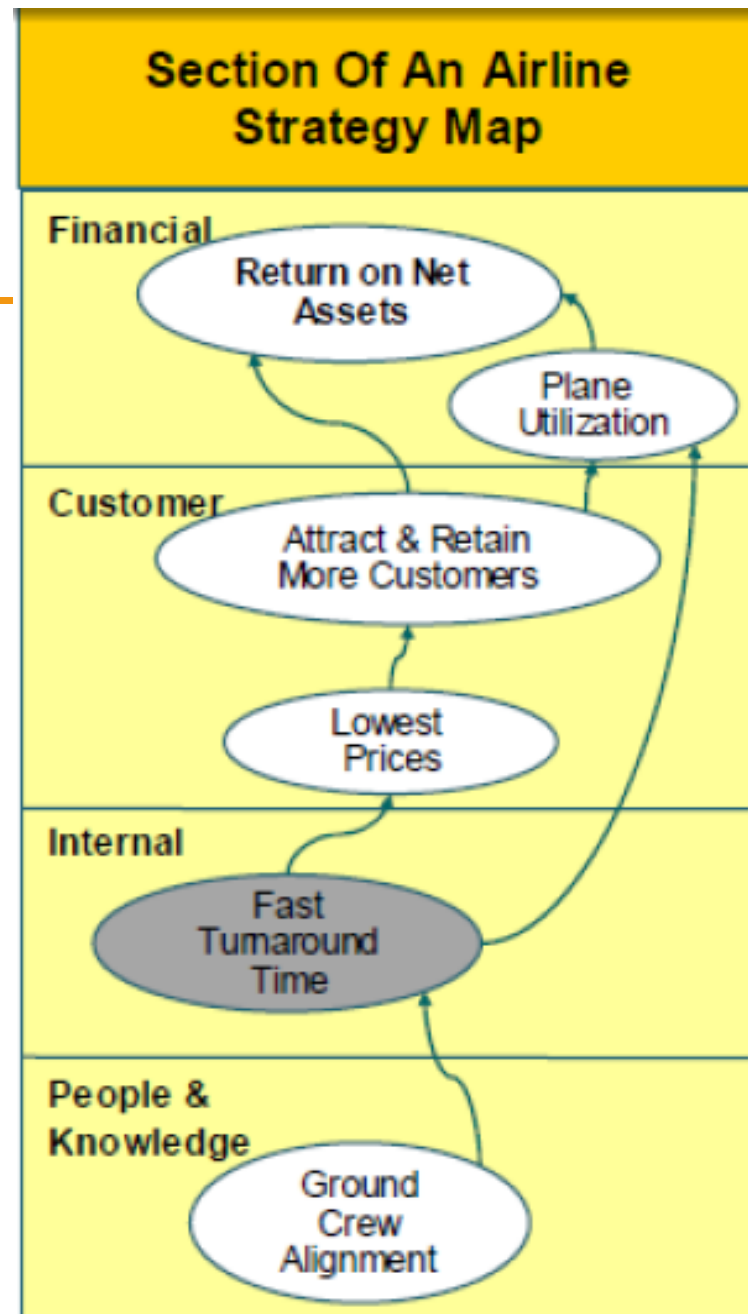 Section Of An Airline
Strategy Map
Financial
Return on Net
Assets
Plane
Utilization
Customer
Attract & Retain
More Customers
Lowest
Prices
Internal
Fast
Turnaround
Time
People &
Knowledge
Ground
Crew
Alignment